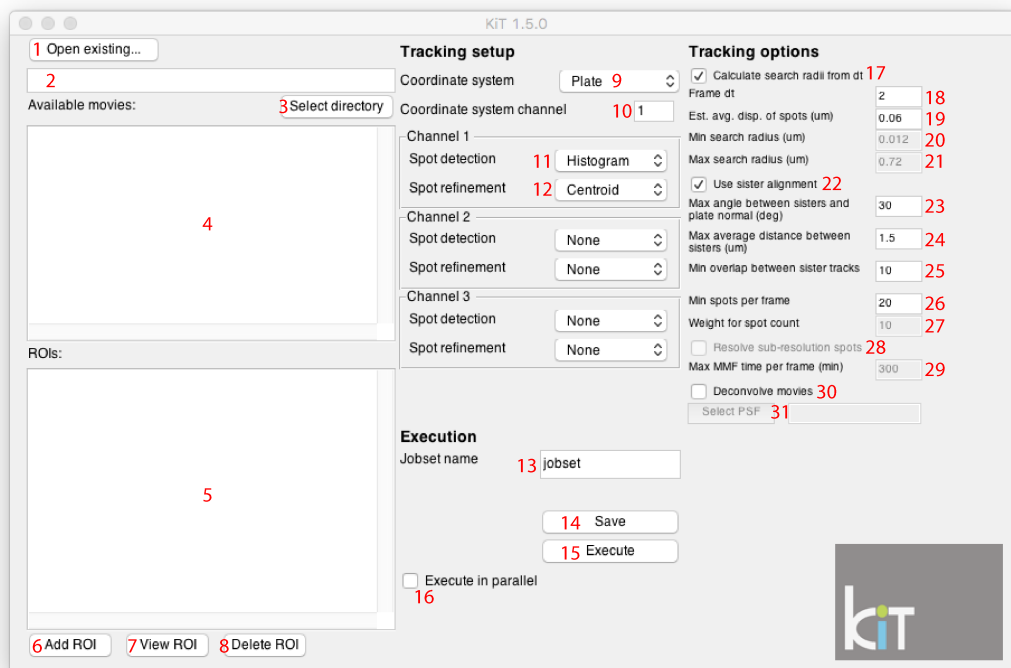 KiT 1.5.0
1 Open existing...
2
Available movies:
3 Select directory
4
ROIs:
5
6 Add ROI
7 View ROI
8 Delete ROI
Tracking setup
Coordinate system
Plate 9
Coordinate system channel
10 1
Channel 1
Spot detection
11 Histogram
Spot refinement
12 Centroid
Channel 2
Spot detection
None
Spot refinement
None
Channel 3
Spot detection
None
Spot refinement
None
Execution
Jobset name
13 jobset
14 Save
15 Execute
Execute in parallel
16
Tracking options
Calculate search radii from dt 17
Frame dt
2 18
Est. avg. disp. of spots (um)
0.06 19
Min search radius (um)
0.012 20
Max search radius (um)
0.72 21
Use sister alignment 22
Max angle between sisters and
plate normal (deg)
30 23
Max average distance between
sisters (um)
1.5 24
Min overlap between sister tracks
10 25
Min spots per frame
20 26
Weight for spot count
10 27
Resolve sub-resolution spots 28
Max MMF time per frame (min)
300 29
Deconvolve movies 30
Select PSF 31
kiT